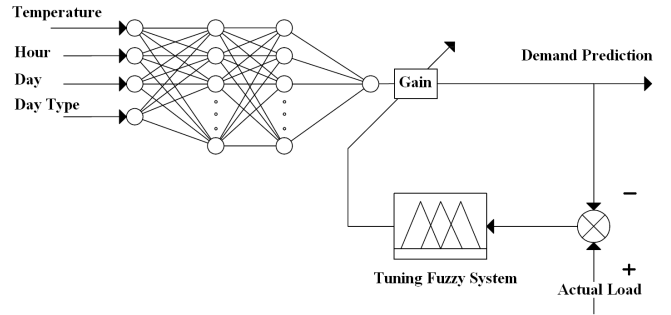 Temperature
Hour
Day
Day Type
Gain
Demand Prediction
−
Tuning Fuzzy System
+
Actual Load